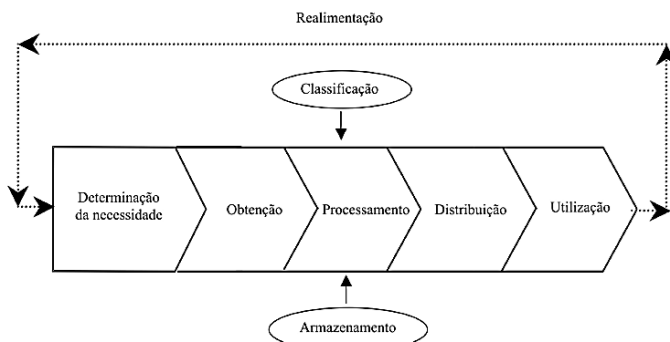 Realimentação
Classificação
Determinação
da necessidade
Obtenção
Processamento
Distribuição
Utilização
Armazenamento